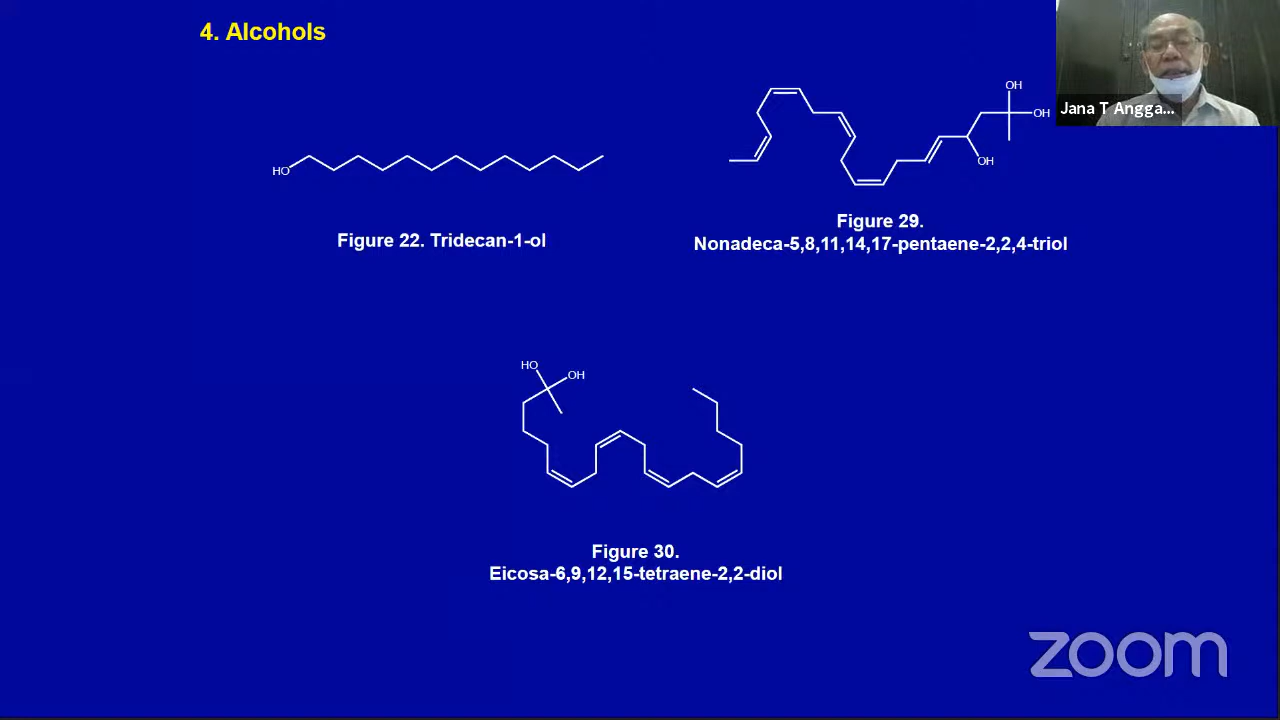 4. Alcohols
Jana T Angga...
HO
Figure 22. Tridecan-1-ol
OH
OH
OH
Figure 29.
Nonadeca-5,8,11,14,17-pentaene-2,2,4-triol
HO
OH
Figure 30.
Eicosa-6,9,12,15-tetraene-2,2-diol
zoom